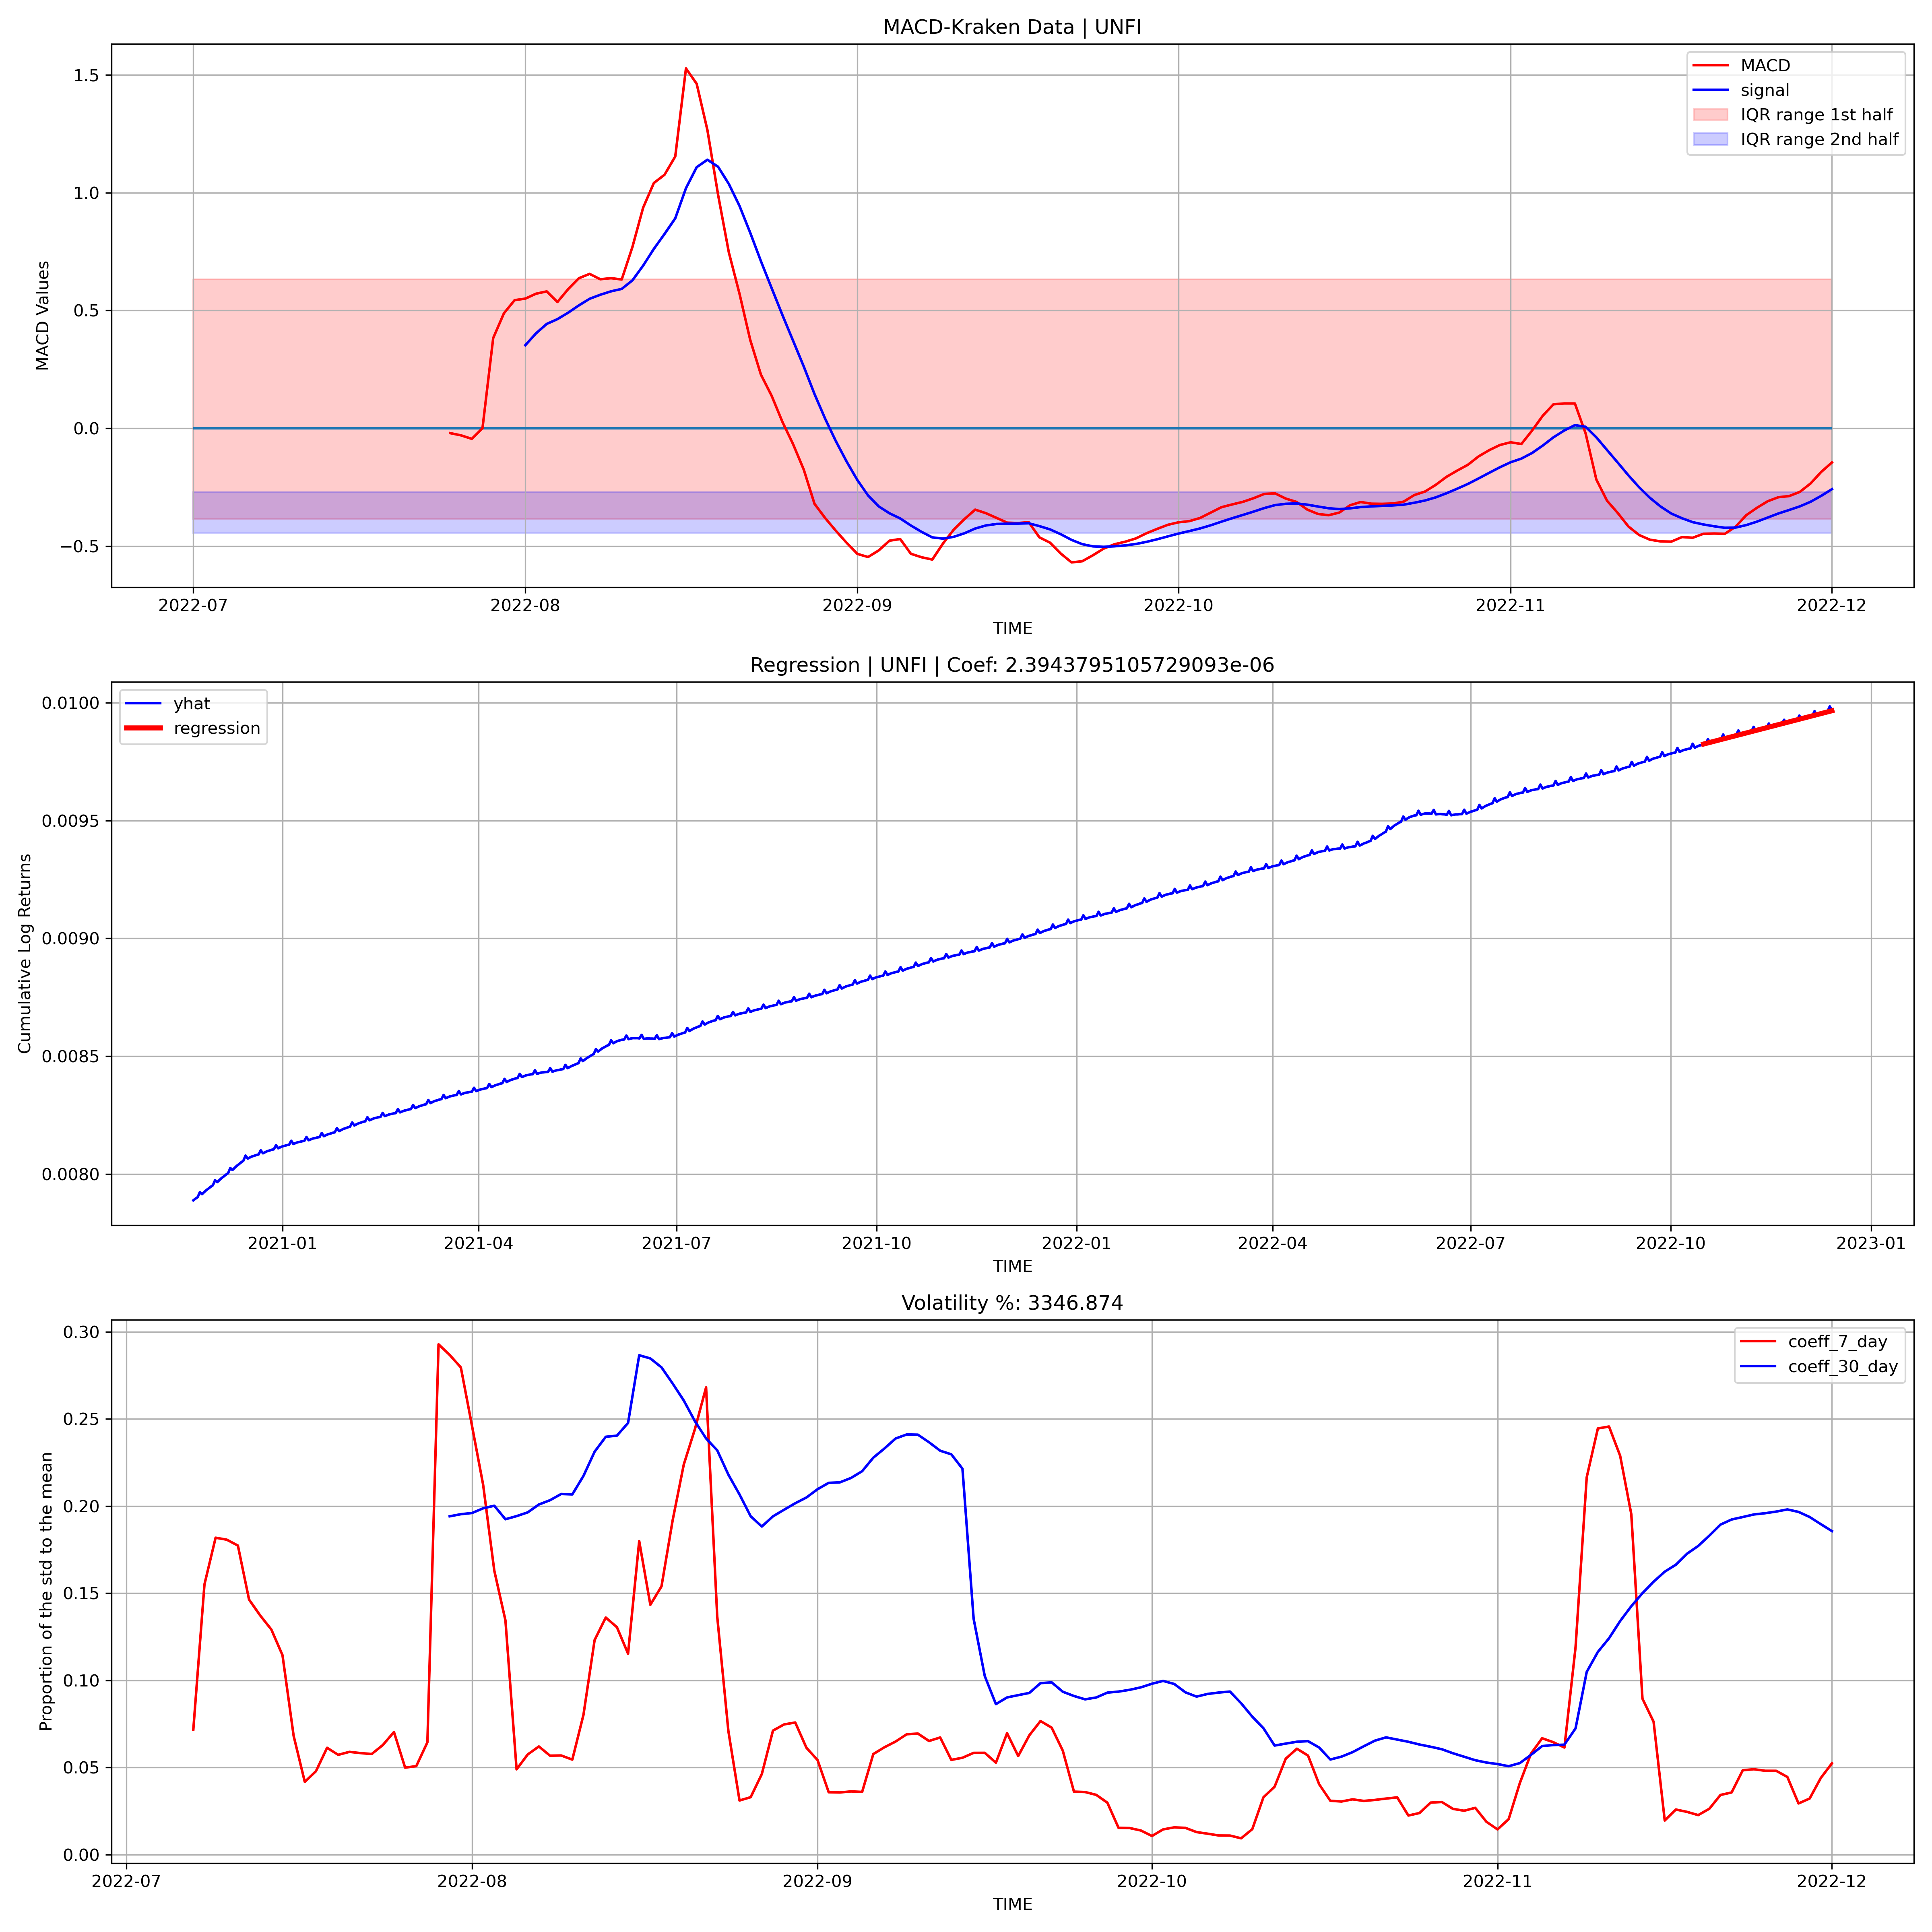 MACD-Kraken Data | UNFI
MACD
signal
IQR range 1st half
IQR range 2nd half
MACD Values
1.5
1.0
0.5
0.0
−0.5
2022-07 2022-08 2022-09 2022-10 2022-11 2022-12
TIME
Regression | UNFI | Coef: 2.3943795105729093e-06
yhat
regression
Cumulative Log Returns
0.0100
0.0095
0.0090
0.0085
0.0080
2021-01 2021-04 2021-07 2021-10 2022-01 2022-04 2022-07 2022-10 2023-01
TIME
Volatility %: 3346.874
coeff_7_day
coeff_30_day
Proportion of the std to the mean
0.30
0.25
0.20
0.15
0.10
0.05
0.00
2022-07 2022-08 2022-09 2022-10 2022-11 2022-12
TIME